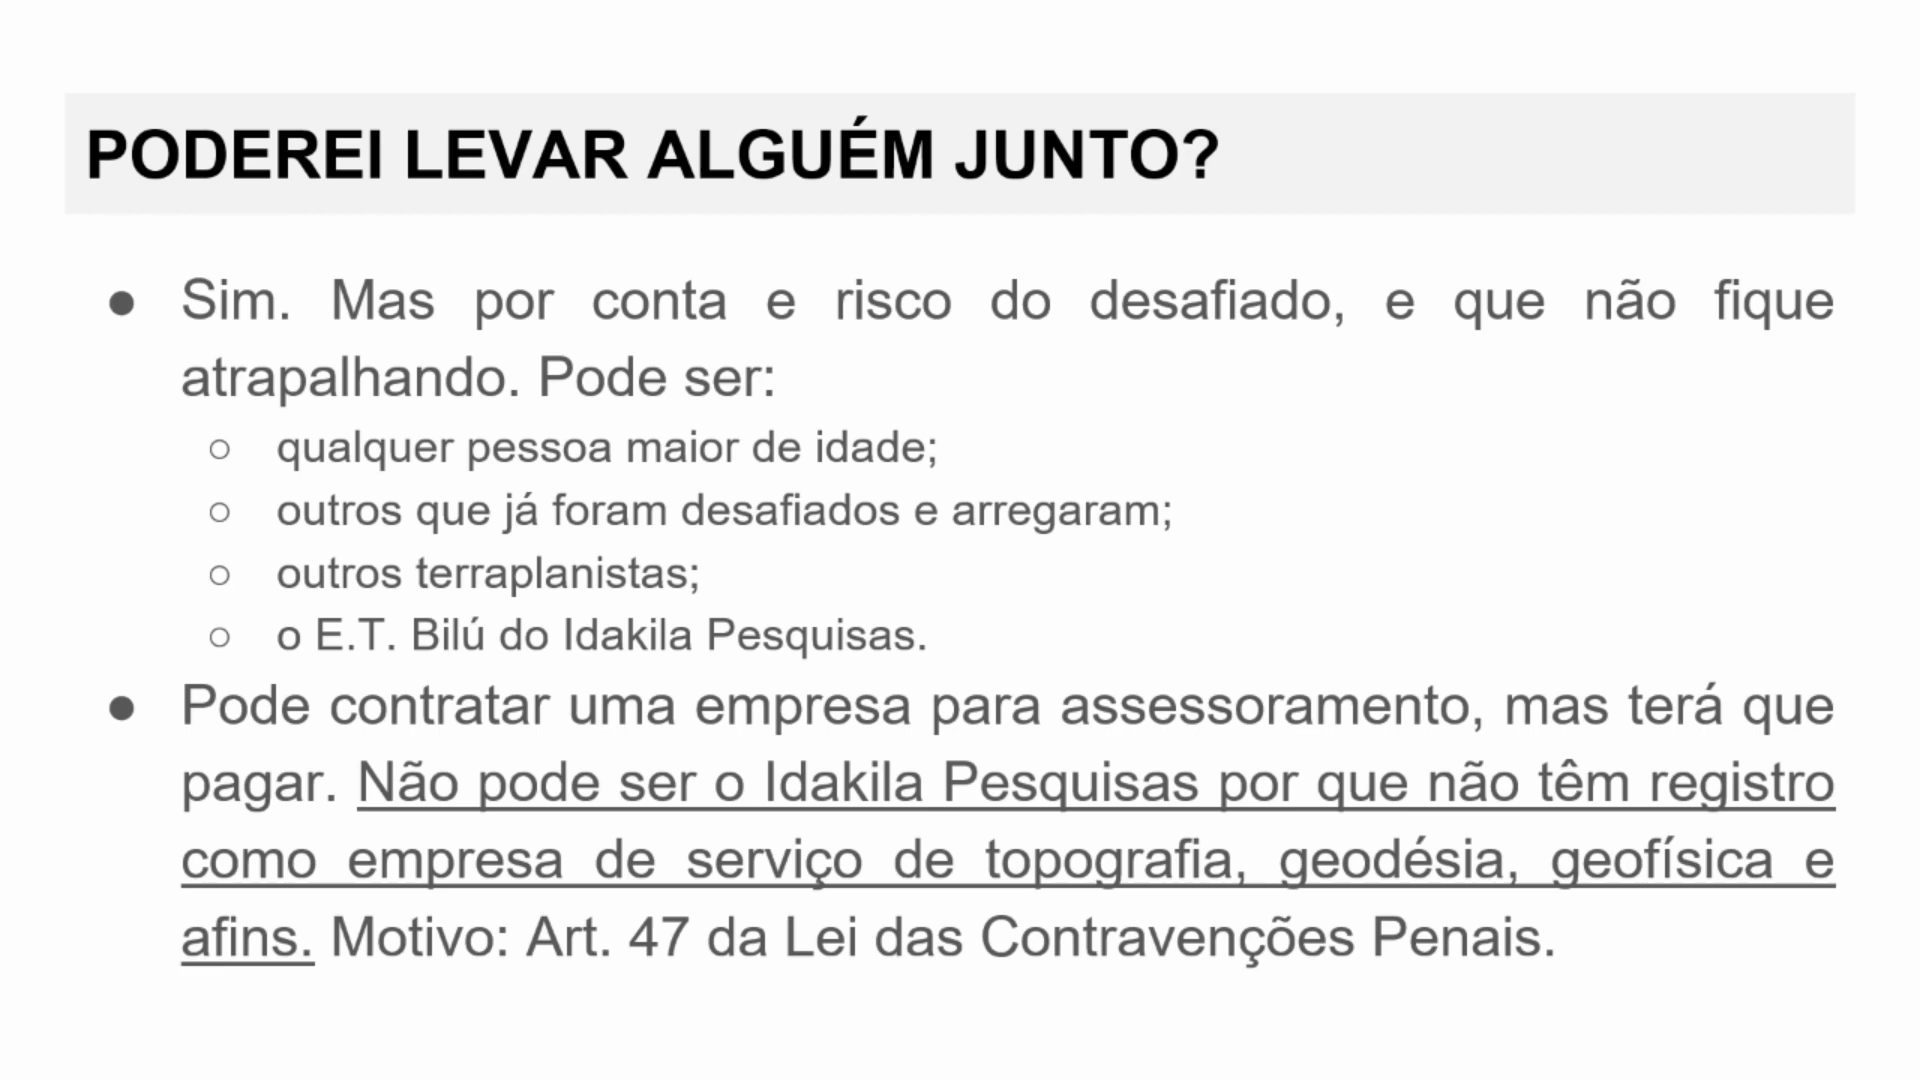 PODEREI LEVAR ALGUÉM JUNTO?
● Sim. Mas por conta e risco do desafiado, e que não fique
atrapalhando. Pode ser:
○ qualquer pessoa maior de idade;
○ outros que já foram desafiados e arregaram;
○ outros terraplanistas;
○ o E.T. Bilú do Idakila Pesquisas.
● Pode contratar uma empresa para assessoramento, mas terá que
pagar. Não pode ser o Idakila Pesquisas por que não têm registro
como empresa de serviço de topografia, geodésia, geofísica e
afins. Motivo: Art. 47 da Lei das Contravenções Penais.